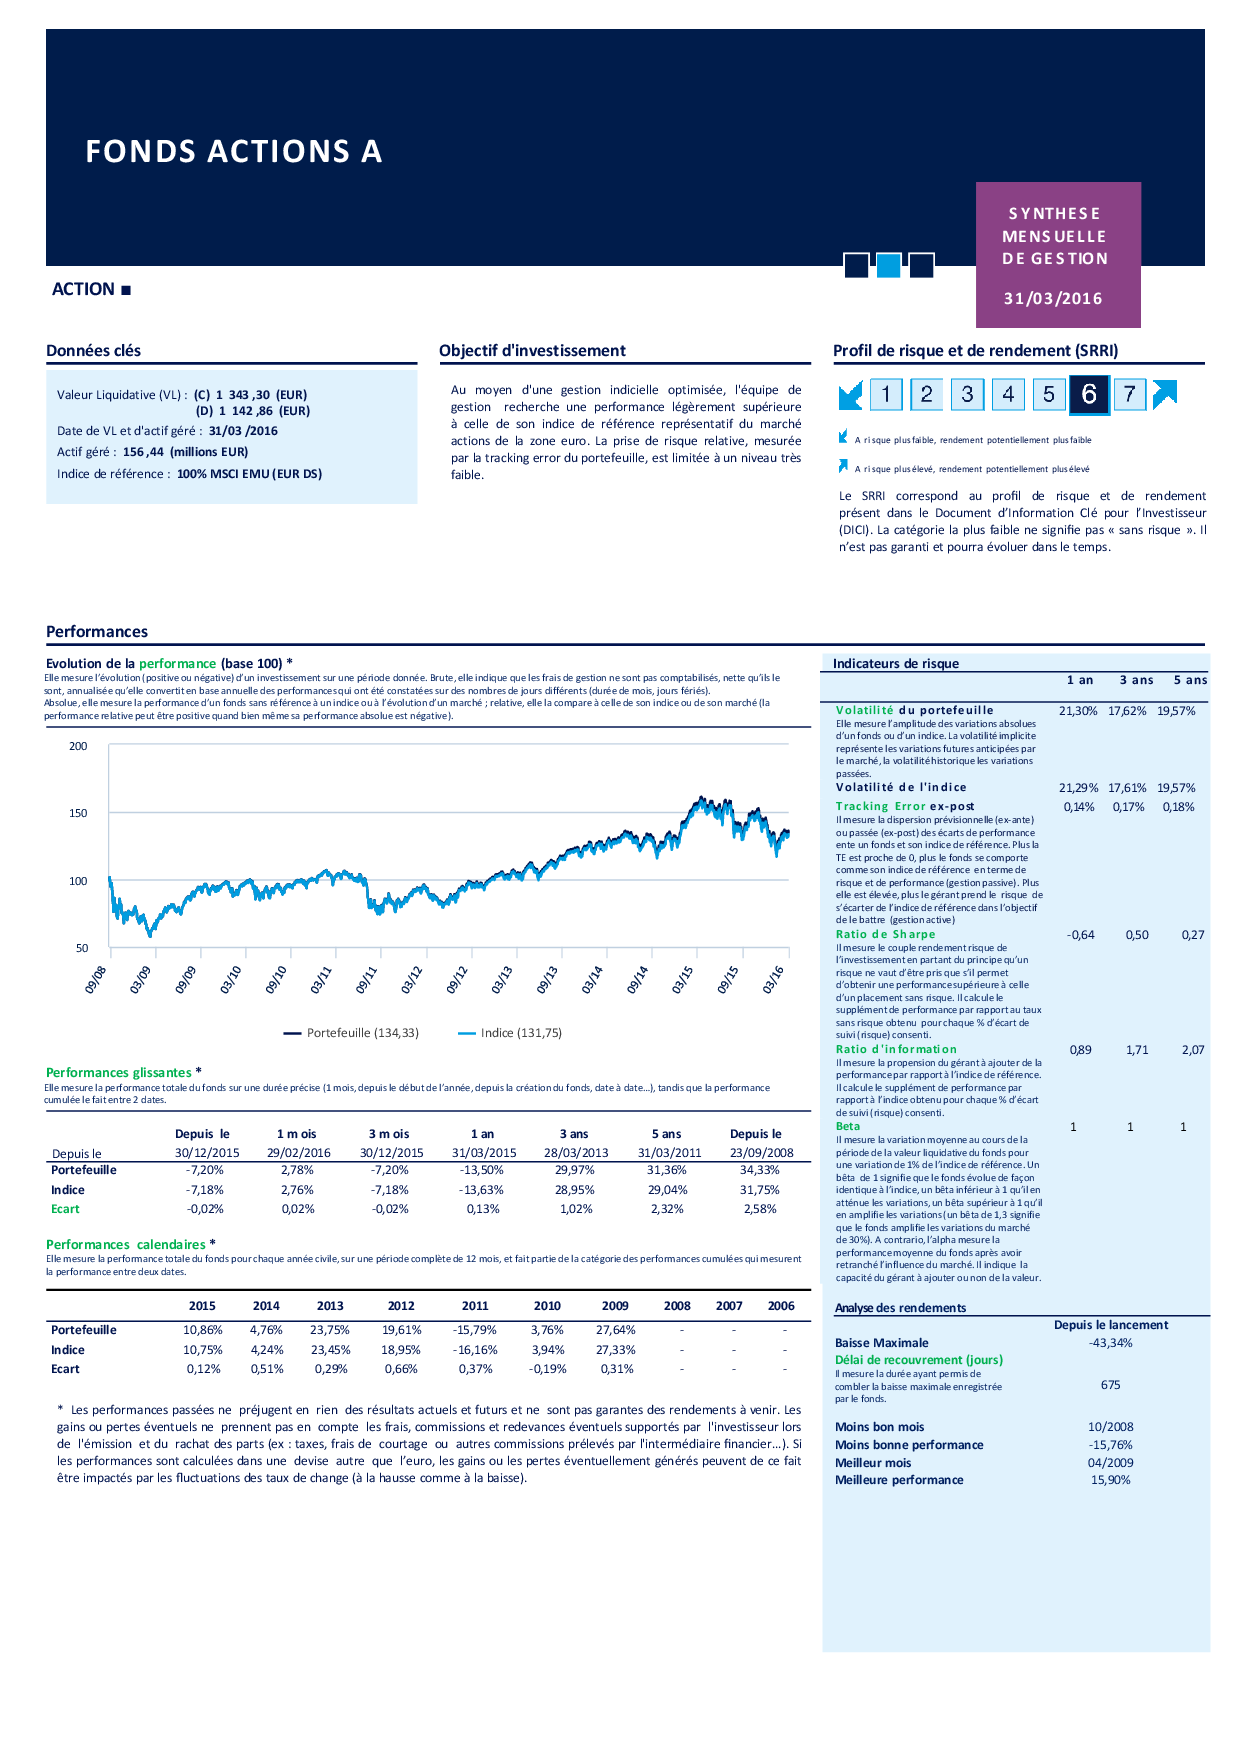 FONDS ACTIONS A
SYNTHESE
MENSUELLE
DE GESTION
31/03/2016
ACTION ■
Données clés
Valeur Liquidative (VL) : (C) 1 343 ,30 (EUR)
(D) 1 142 ,86 (EUR)
Date de VL et d'actif géré : 31/03 /2016
Actif géré : 156 ,44 (millions EUR)
Indice de référence : 100% MSCI EMU (EUR DS)
Objectif d'investissement
Au moyen d'une gestion indicielle optimisée, l'équipe de
gestion recherche une performance légèrement supérieure
à celle de son indice de référence représentatif du marché
actions de la zone euro. La prise de risque relative, mesurée
par la tracking error du portefeuille, est limitée à un niveau très
faible.
Profil de risque et de rendement (SRRI)
1 2 3 4 5 6 7
A risque plus faible, rendement potentiellement plus faible
A risque plus élevé, rendement potentiellement plus élevé
Le SRRI correspond au profil de risque et de rendement
présent dans le Document d’Information Clé pour l’Investisseur
(DICI). La catégorie la plus faible ne signifie pas « sans risque ». Il
n’est pas garanti et pourra évoluer dans le temps.
Performances
Evolution de la performance (base 100) *
Elle mesure l’évolution (positive ou négative) d’un investissement sur une période donnée. Brute, elle indique que les frais de gestion ne sont pas comptabilisés, nette qu’ils le
sont, annualisée qu’elle convertit en base annuelle des performances qui ont été constatées sur des nombres de jours différents (durée de mois, jours fériés).
Absolue, elle mesure la performance d’un fonds sans référence à un indice ou à l’évolution d’un marché ; relative, elle la compare à celle de son indice ou de son marché (la
performance relative peut être positive quand bien même sa performance absolue est négative).
200
150
100
50
09/08 03/09 09/09 03/10 09/10 03/11 09/11 03/12 09/12 03/13 09/13 03/14 09/14 03/15 09/15 03/16
Portefeuille (134,33) Indice (131,75)
Performances glissantes *
Elle mesure la performance totale du fonds sur une durée précise (1 mois, depuis le début de l’année, depuis la création du fonds, date à date…), tandis que la performance
cumulée le fait entre 2 dates.
Depuis le 1 m ois 3 m ois 1 an 3 ans 5 ans Depuis le
Depuis le 30/12/2015 29/02/2016 30/12/2015 31/03/2015 28/03/2013 31/03/2011 23/09/2008
Portefeuille -7,20% 2,78% -7,20% -13,50% 29,97% 31,36% 34,33%
Indice -7,18% 2,76% -7,18% -13,63% 28,95% 29,04% 31,75%
Ecart -0,02% 0,02% -0,02% 0,13% 1,02% 2,32% 2,58%
Performances calendaires *
Elle mesure la performance totale du fonds pour chaque année civile, sur une période complète de 12 mois, et fait partie de la catégorie des performances cumulées qui mesurent
la performance entre deux dates.
2015 2014 2013 2012 2011 2010 2009 2008 2007 2006
Portefeuille 10,86% 4,76% 23,75% 19,61% -15,79% 3,76% 27,64% - - -
Indice 10,75% 4,24% 23,45% 18,95% -16,16% 3,94% 27,33% - - -
Ecart 0,12% 0,51% 0,29% 0,66% 0,37% -0,19% 0,31% - - -
* Les performances passées ne préjugent en rien des résultats actuels et futurs et ne sont pas garantes des rendements à venir. Les
gains ou pertes éventuels ne prennent pas en compte les frais, commissions et redevances éventuels supportés par l'investisseur lors
de l'émission et du rachat des parts (ex : taxes, frais de courtage ou autres commissions prélevés par l'intermédiaire financier…). Si
les performances sont calculées dans une devise autre que l’euro, les gains ou les pertes éventuellement générés peuvent de ce fait
être impactés par les fluctuations des taux de change (à la hausse comme à la baisse).
Indicateurs de risque
1 an 3 ans 5 ans
Volatilité du portefeuille 21,30% 17,62% 19,57%
Elle mesure l’amplitude des variations absolues
d’un fonds ou d’un indice. La volatilité implicite
représente les variations futures anticipées par
le marché, la volatilité historique les variations
passées.
Volatilité de l'indice 21,29% 17,61% 19,57%
Tracking Error ex-post 0,14% 0,17% 0,18%
Il mesure la dispersion prévisionnelle (ex-ante)
ou passée (ex-post) des écarts de performance
ente un fonds et son indice de référence. Plus la
TE est proche de 0, plus le fonds se comporte
comme son indice de référence en terme de
risque et de performance (gestion passive). Plus
elle est élevée, plus le gérant prend le risque de
s’écarter de l’indice de référence dans l’objectif
de le battre (gestion active)
Ratio de Sharpe -0,64 0,50 0,27
Il mesure le couple rendement risque de
l’investissement en partant du principe qu’un
risque ne vaut d’être pris que s’il permet
d’obtenir une performance supérieure à celle
d’un placement sans risque. Il calcule le
supplément de performance par rapport au taux
sans risque obtenu pour chaque % d’écart de
suivi (risque) consenti.
Ratio d'information 0,89 1,71 2,07
Il mesure la propension du gérant à ajouter de la
performance par rapport à l’indice de référence.
Il calcule le supplément de performance par
rapport à l’indice obtenu pour chaque % d’écart
de suivi (risque) consenti.
Beta 1 1 1
Il mesure la variation moyenne au cours de la
période de la valeur liquidative du fonds pour
une variation de 1% de l’indice de référence. Un
bêta de 1 signifie que le fonds évolue de façon
identique à l’indice, un bêta inférieur à 1 qu’il en
atténue les variations, un bêta supérieur à 1 qu’il
en amplifie les variations (un bêta de 1,3 signifie
que le fonds amplifie les variations du marché
de 30%). A contrario, l’alpha mesure la
performance moyenne du fonds après avoir
retranché l’influence du marché. Il indique la
capacité du gérant à ajouter ou non de la valeur.
Analyse des rendements
Depuis le lancement
Baisse Maximale -43,34%
Délai de recouvrement (jours)
Il mesure la durée ayant permis de
combler la baisse maximale enregistrée 675
par le fonds.
Moins bon mois 10/2008
Moins bonne performance -15,76%
Meilleur mois 04/2009
Meilleure performance 15,90%